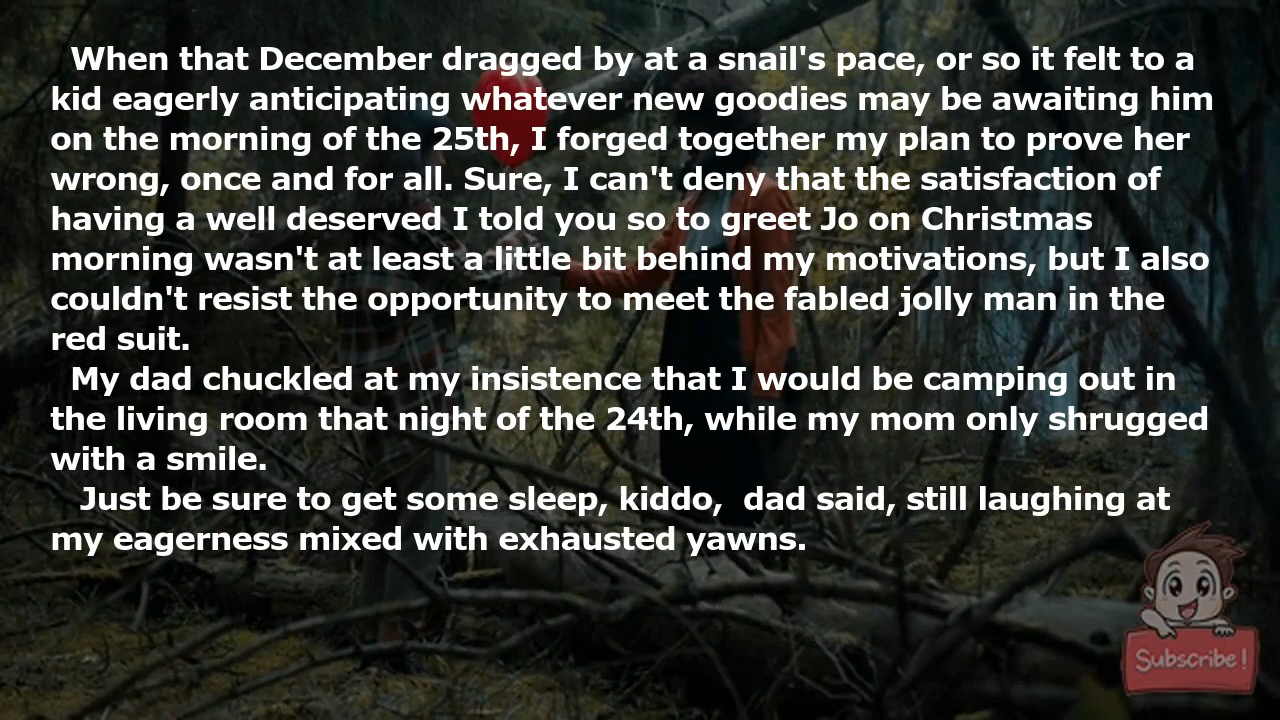 When that December dragged by at a snail's pace, or so it felt to a
kid eagerly anticipating whatever new goodies may be awaiting him
on the morning of the 25th, I forged together my plan to prove her
wrong, once and for all. Sure, I can't deny that the satisfaction of
having a well deserved I told you so to greet Jo on Christmas
morning wasn't at least a little bit behind my motivations, but I also
couldn't resist the opportunity to meet the fabled jolly man in the
red suit.
My dad chuckled at my insistence that I would be camping out in
the living room that night of the 24th, while my mom only shrugged
with a smile.
Just be sure to get some sleep, kiddo,  dad said, still laughing at
my eagerness mixed with exhausted yawns.
Subscribe!